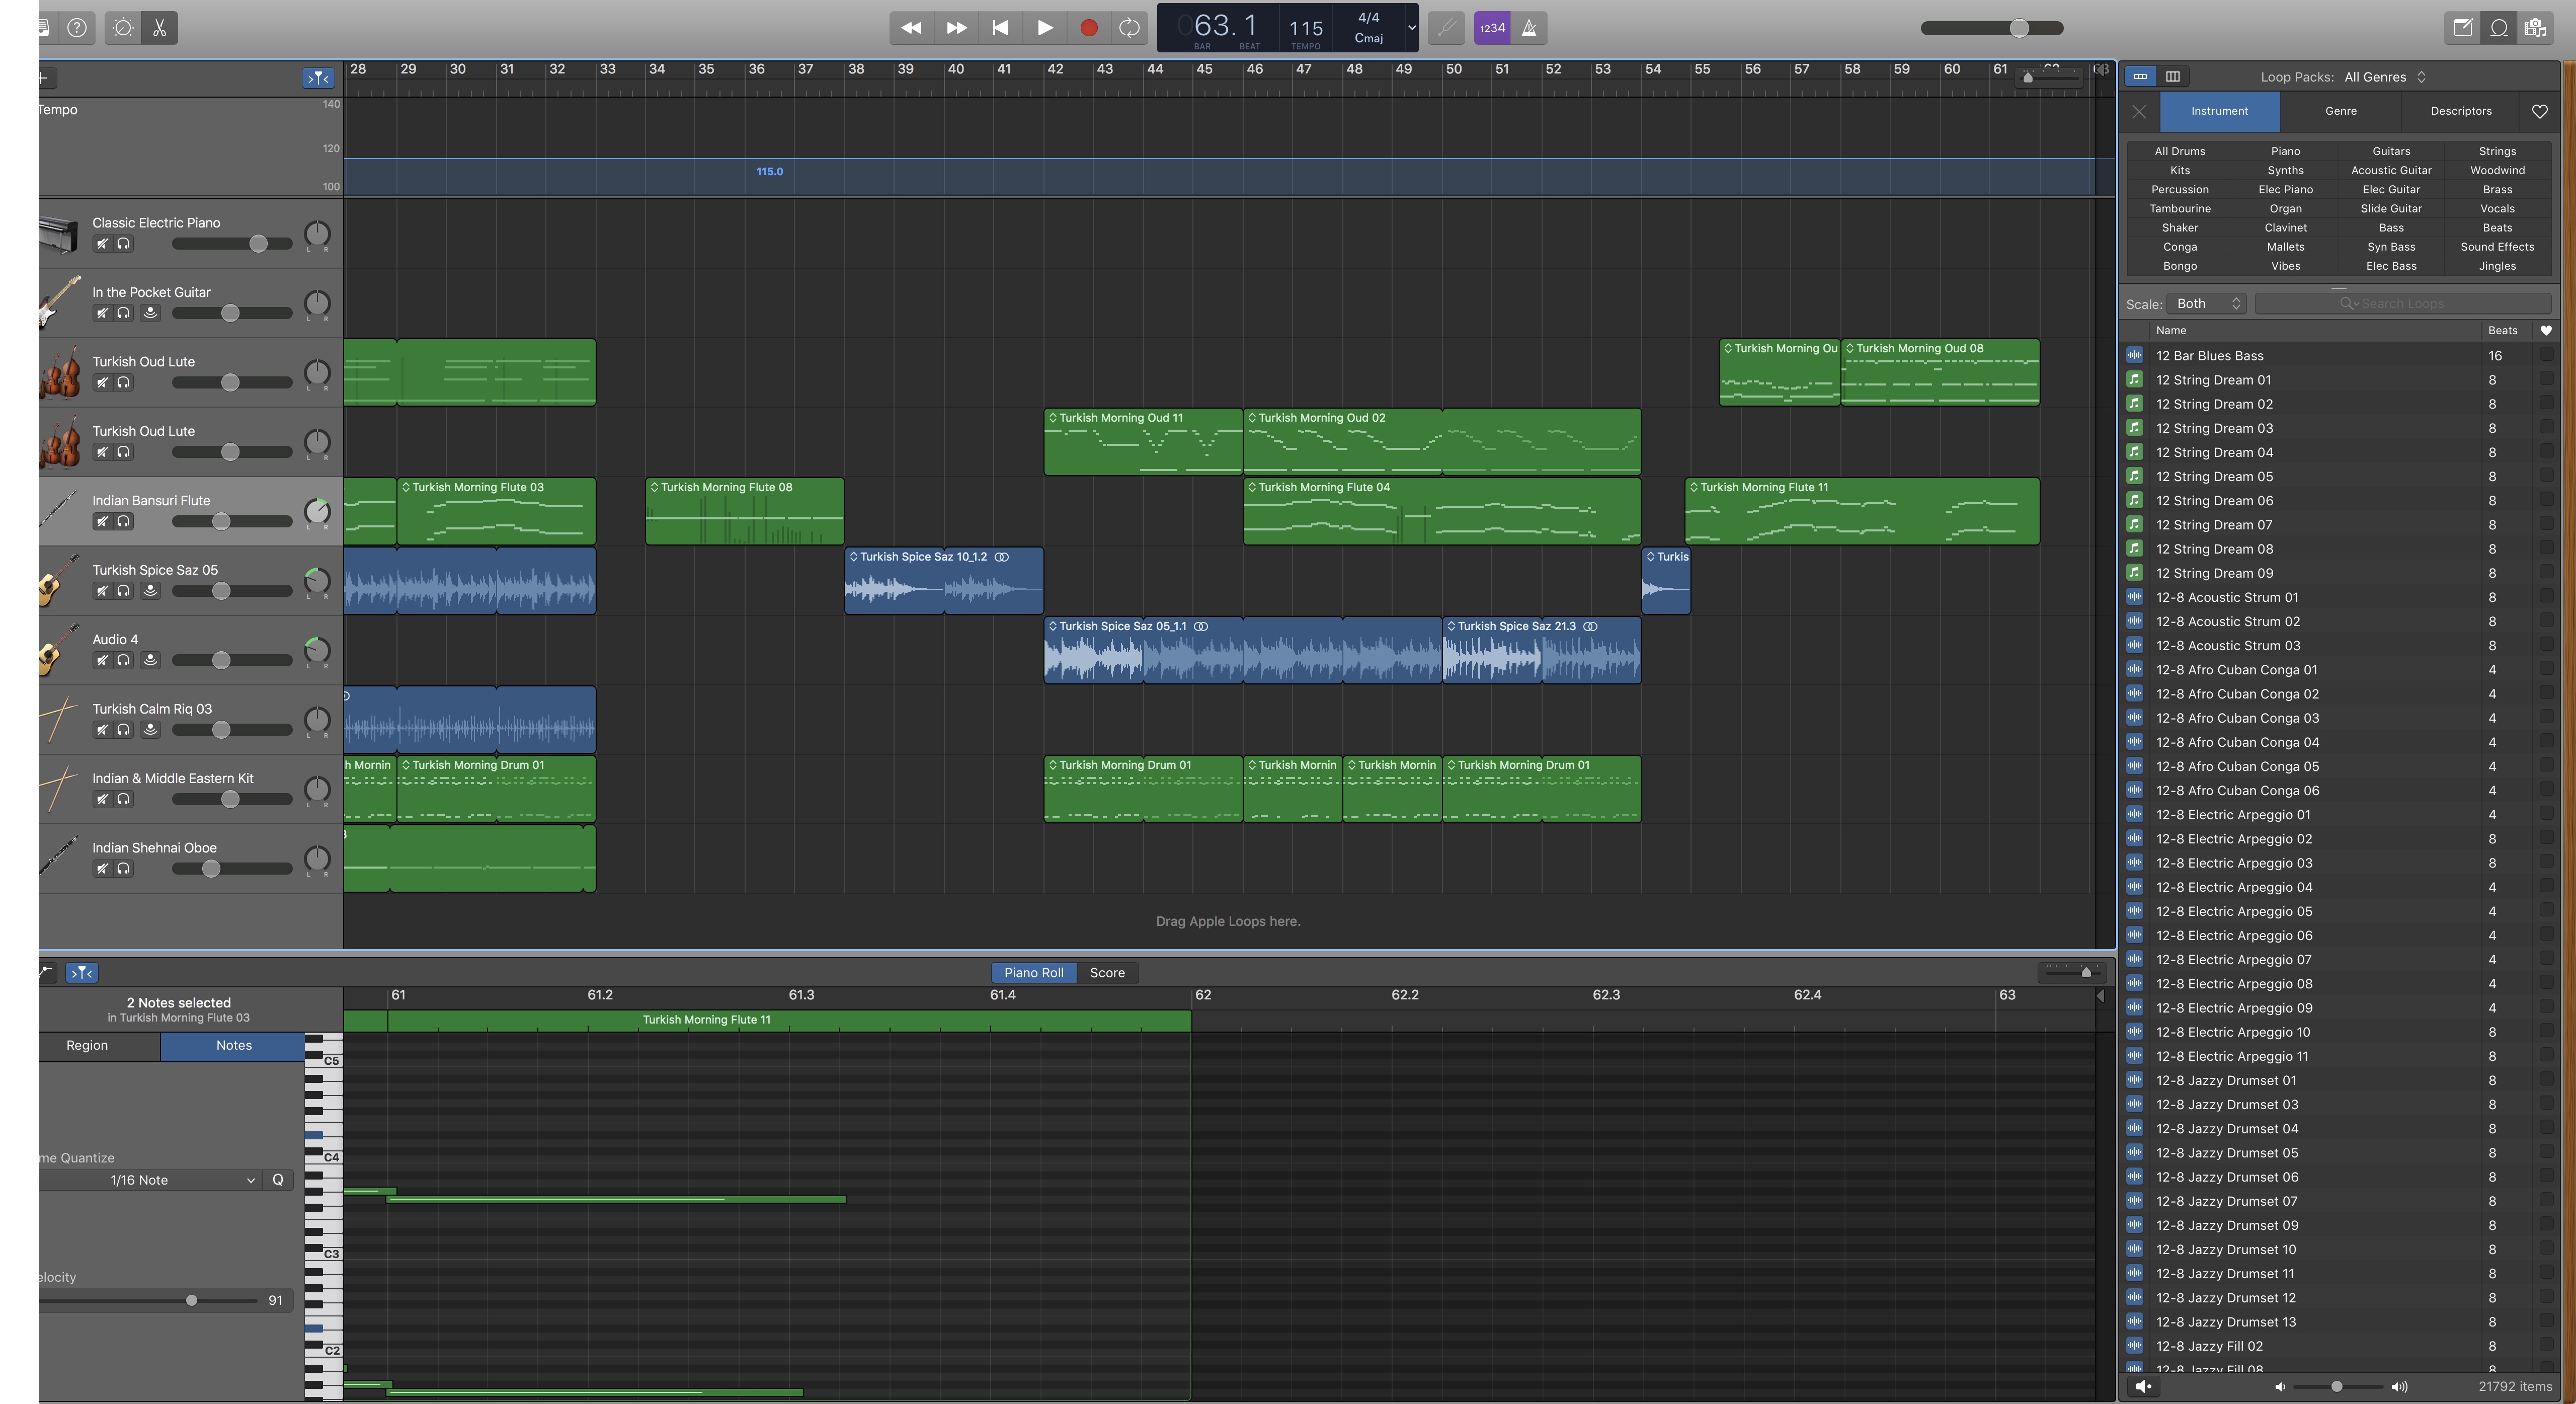 63.1
BAR BEAT
115
TEMPO
4/4
Cmaj
1234
28 29 30 31 32 33 34 35 36 37 38 39 40 41 42 43 44 45 46 47 48 49 50 51 52 53 54 55 56 57 58 59 60 61
Tempo
140
120
100
115.0
Classic Electric Piano
L R
In the Pocket Guitar
L R
Turkish Oud Lute
L R
Turkish Morning Ou
Turkish Morning Oud 08
Turkish Oud Lute
L R
Turkish Morning Oud 11
Turkish Morning Oud 02
Indian Bansuri Flute
L R
Turkish Morning Flute 03
Turkish Morning Flute 08
Turkish Morning Flute 04
Turkish Morning Flute 11
Turkish Spice Saz 05
L R
Turkish Spice Saz 10_1.2
Turkis
Audio 4
L R
Turkish Spice Saz 05_1.1
Turkish Spice Saz 21.3
Turkish Calm Riq 03
L R
Indian & Middle Eastern Kit
L R
h Mornin
Turkish Morning Drum 01
Turkish Morning Drum 01
Turkish Mornin
Turkish Mornin
Turkish Morning Drum 01
Indian Shehnai Oboe
L R
Drag Apple Loops here.
Piano Roll
Score
2 Notes selected
in Turkish Morning Flute 03
Region
Notes
61 61.2 61.3 61.4 62 62.2 62.3 62.4 63
Turkish Morning Flute 11
C5
C4
C3
C2
me Quantize
1/16 Note
Q
elocity
91
Loop Packs: All Genres
Instrument
Genre
Descriptors
All Drums Piano Guitars Strings
Kits Synths Acoustic Guitar Woodwind
Percussion Elec Piano Elec Guitar Brass
Tambourine Organ Slide Guitar Vocals
Shaker Clavinet Bass Beats
Conga Mallets Syn Bass Sound Effects
Bongo Vibes Elec Bass Jingles
Scale: Both
Search Loops
Name Beats
12 Bar Blues Bass 16
12 String Dream 01 8
12 String Dream 02 8
12 String Dream 03 8
12 String Dream 04 8
12 String Dream 05 8
12 String Dream 06 8
12 String Dream 07 8
12 String Dream 08 8
12 String Dream 09 8
12-8 Acoustic Strum 01 8
12-8 Acoustic Strum 02 8
12-8 Acoustic Strum 03 8
12-8 Afro Cuban Conga 01 4
12-8 Afro Cuban Conga 02 4
12-8 Afro Cuban Conga 03 4
12-8 Afro Cuban Conga 04 4
12-8 Afro Cuban Conga 05 4
12-8 Afro Cuban Conga 06 4
12-8 Electric Arpeggio 01 4
12-8 Electric Arpeggio 02 8
12-8 Electric Arpeggio 03 8
12-8 Electric Arpeggio 04 4
12-8 Electric Arpeggio 05 4
12-8 Electric Arpeggio 06 4
12-8 Electric Arpeggio 07 4
12-8 Electric Arpeggio 08 4
12-8 Electric Arpeggio 09 4
12-8 Electric Arpeggio 10 8
12-8 Electric Arpeggio 11 8
12-8 Jazzy Drumset 01 8
12-8 Jazzy Drumset 03 8
12-8 Jazzy Drumset 04 8
12-8 Jazzy Drumset 05 8
12-8 Jazzy Drumset 06 8
12-8 Jazzy Drumset 07 8
12-8 Jazzy Drumset 09 8
12-8 Jazzy Drumset 10 8
12-8 Jazzy Drumset 11 8
12-8 Jazzy Drumset 12 8
12-8 Jazzy Drumset 13 8
12-8 Jazzy Fill 02 8
12-8 Jazzy Fill 08 8
21792 items